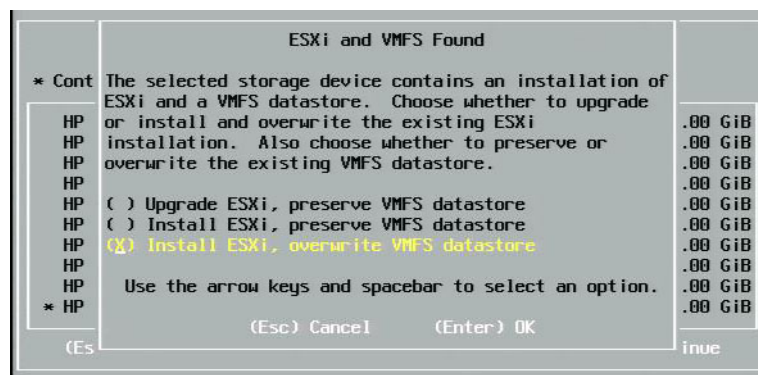 ESXi and VMFS Found
* Cont
The selected storage device contains an installation of
ESXi and a VMFS datastore.  Choose whether to upgrade
HP or install and overwrite the existing ESXi .00 GiB
HP installation.  Also choose whether to preserve or .00 GiB
HP overwrite the existing VMFS datastore. .00 GiB
HP .00 GiB
HP ( ) Upgrade ESXi, preserve VMFS datastore .00 GiB
HP ( ) Install ESXi, preserve VMFS datastore .00 GiB
HP (X) Install ESXi, overwrite VMFS datastore .00 GiB
HP .00 GiB
HP Use the arrow keys and spacebar to select an option. .00 GiB
* HP .00 GiB
(Esc) Cancel (Enter) OK
(Es inue